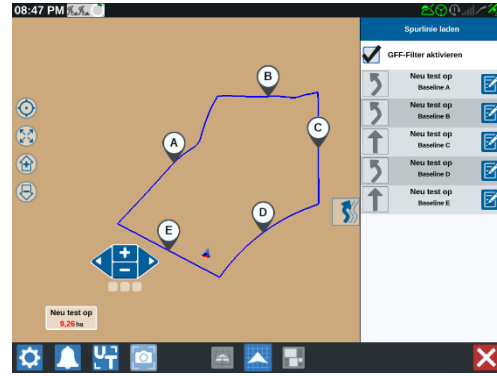 08:47 PM
Spurlinie laden
GFF-Filter aktivieren
Neu test op
Baseline A
Neu test op
Baseline B
Neu test op
Baseline C
Neu test op
Baseline D
Neu test op
Baseline E
B
A
C
D
E
Neu test op
9,26 ha
UT